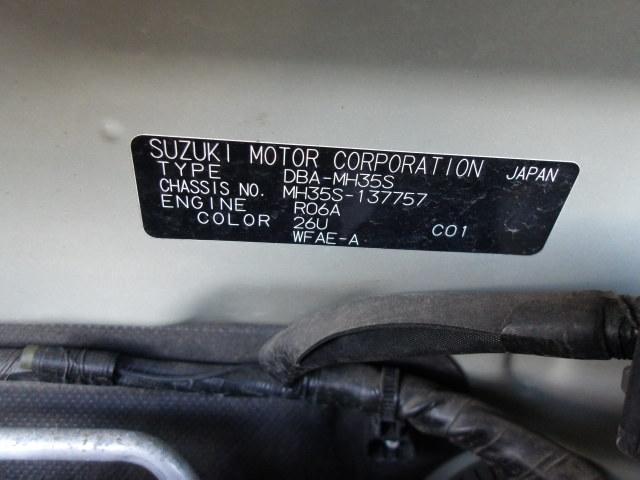 SUZUKI MOTOR CORPORATION JAPAN
TYPE DBA-MH35S
CHASSIS NO. MH35S-137757
ENGINE R06A
COLOR 26U C01
WFAE-A